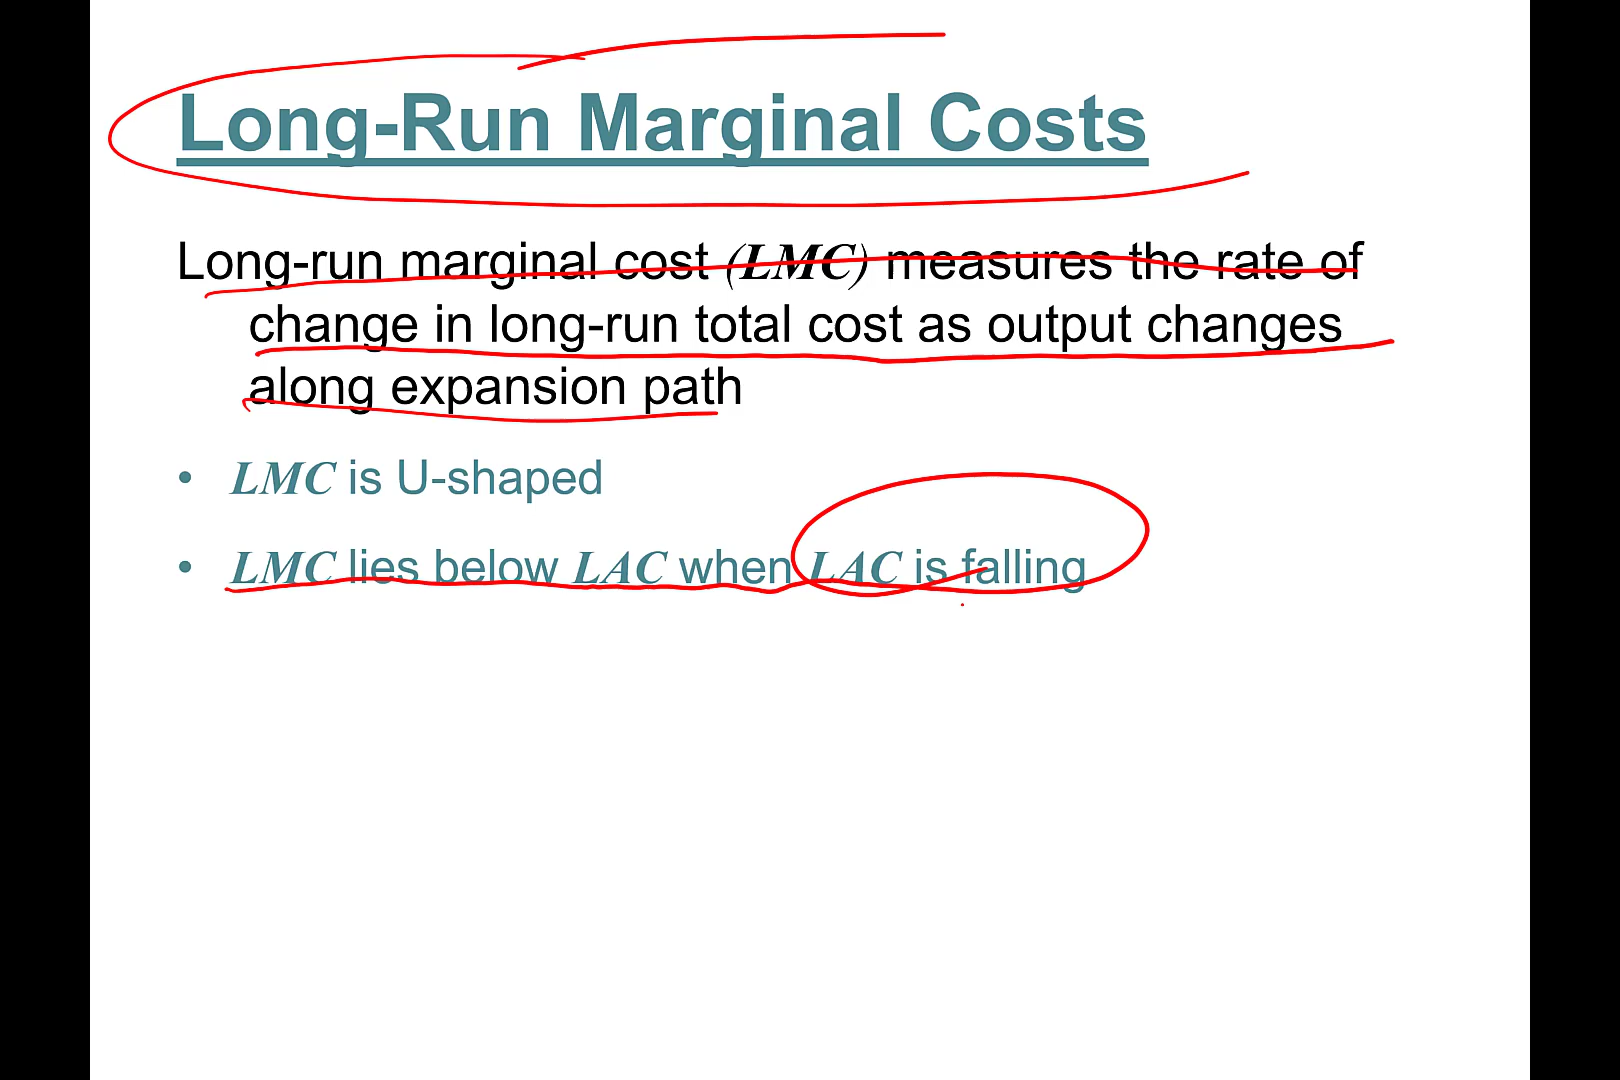 Long-Run Marginal Costs
Long-run marginal cost (LMC) measures the rate of
change in long-run total cost as output changes
along expansion path
• LMC is U-shaped
• LMC lies below LAC when LAC is falling